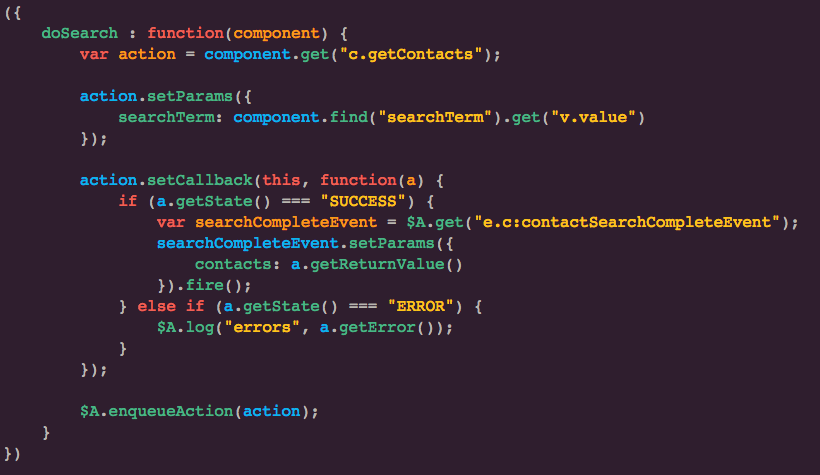 ({
    doSearch : function(component) {
        var action = component.get("c.getContacts");

        action.setParams({
            searchTerm: component.find("searchTerm").get("v.value")
        });

        action.setCallback(this, function(a) {
            if (a.getState() === "SUCCESS") {
                var searchCompleteEvent = $A.get("e.c:contactSearchCompleteEvent");
                searchCompleteEvent.setParams({
                    contacts: a.getReturnValue()
                }).fire();
            } else if (a.getState() === "ERROR") {
                $A.log("errors", a.getError());
            }
        });

        $A.enqueueAction(action);
    }
})